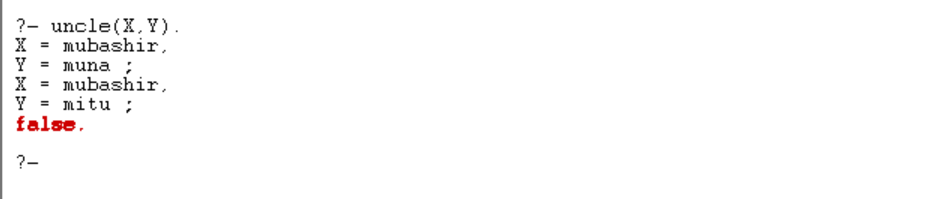 ?- uncle(X,Y).
X = mubashir,
Y = muna ;
X = mubashir,
Y = mitu ;
false.
?-